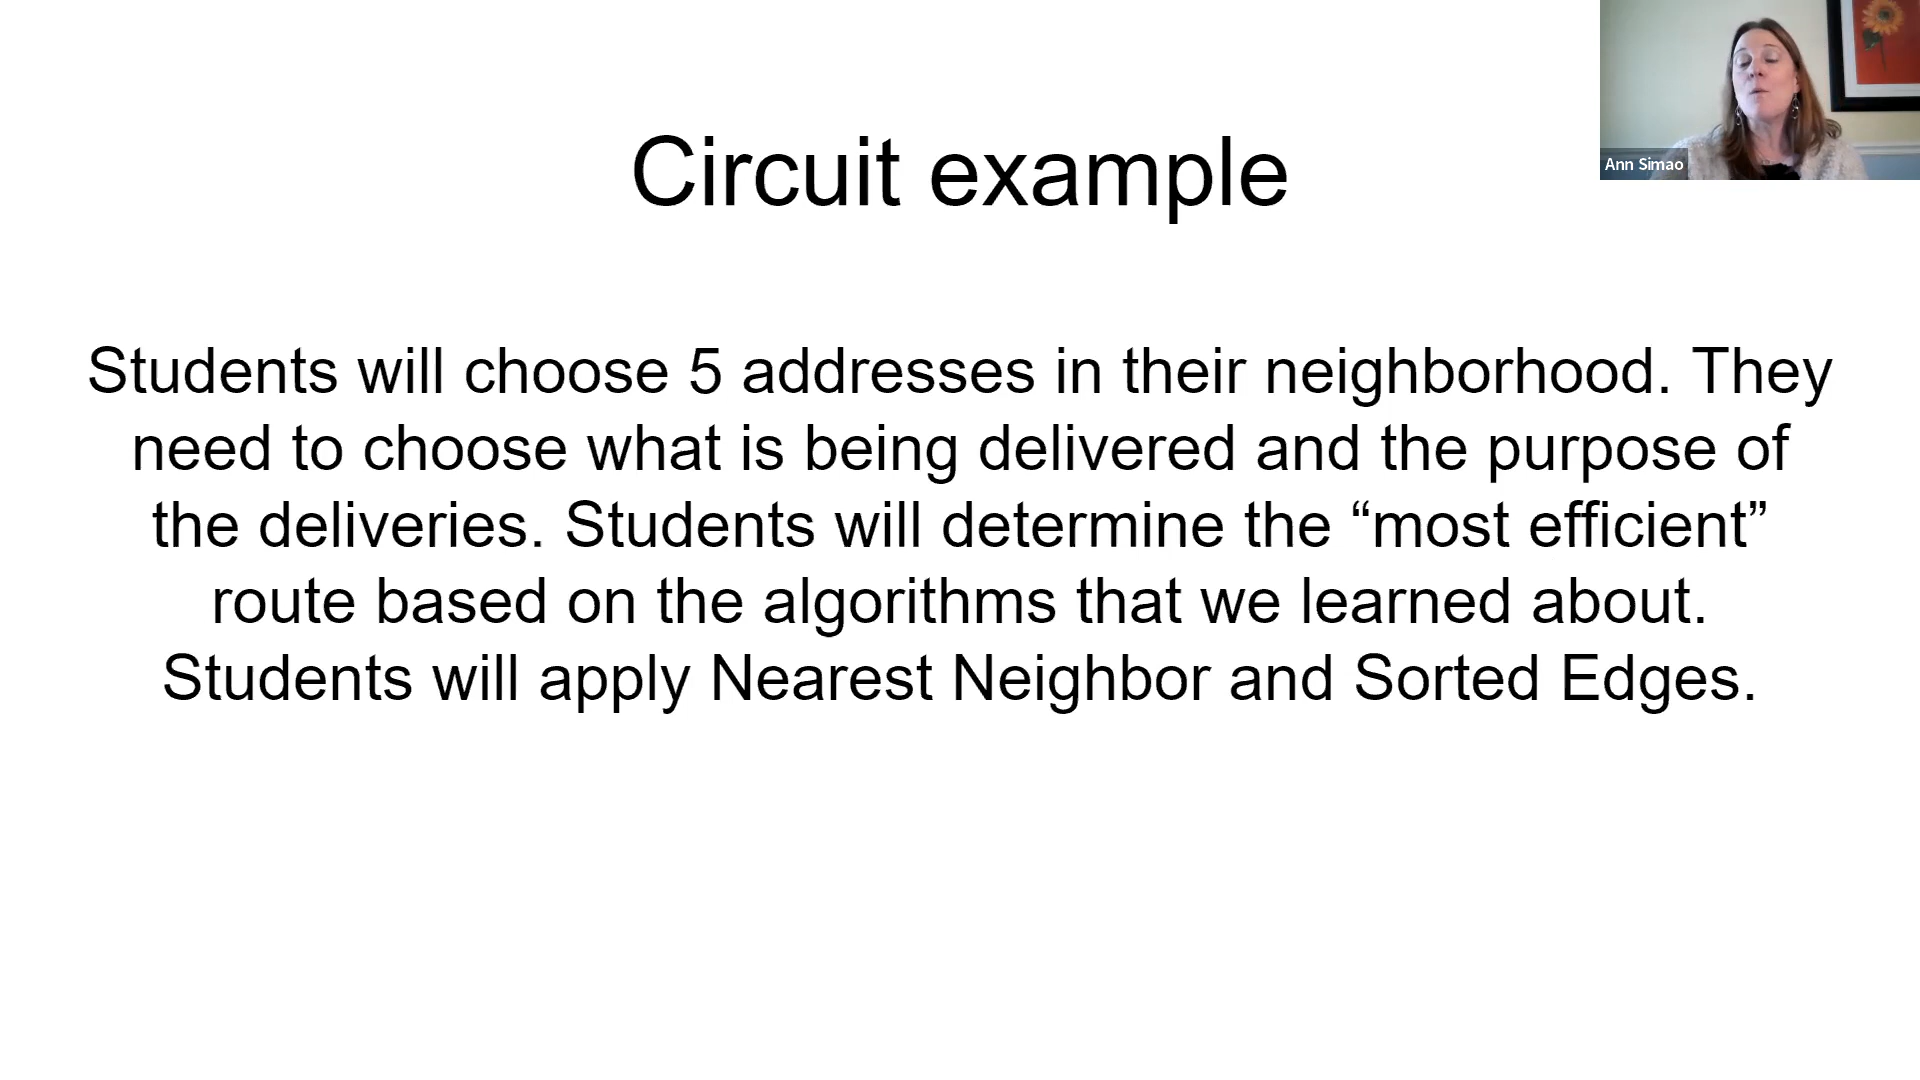 Circuit example
Ann Simao
Students will choose 5 addresses in their neighborhood. They
need to choose what is being delivered and the purpose of
the deliveries. Students will determine the “most efficient”
route based on the algorithms that we learned about.
Students will apply Nearest Neighbor and Sorted Edges.